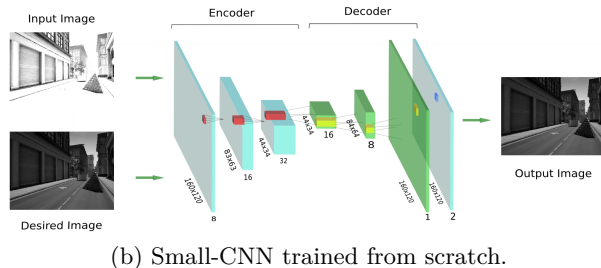 Encoder
Decoder
Input Image
Desired Image
160x120
8
83x63
16
44x34
32
44x34
16
84x64
8
160x120
1
160x120
2
Output Image
(b) Small-CNN trained from scratch.